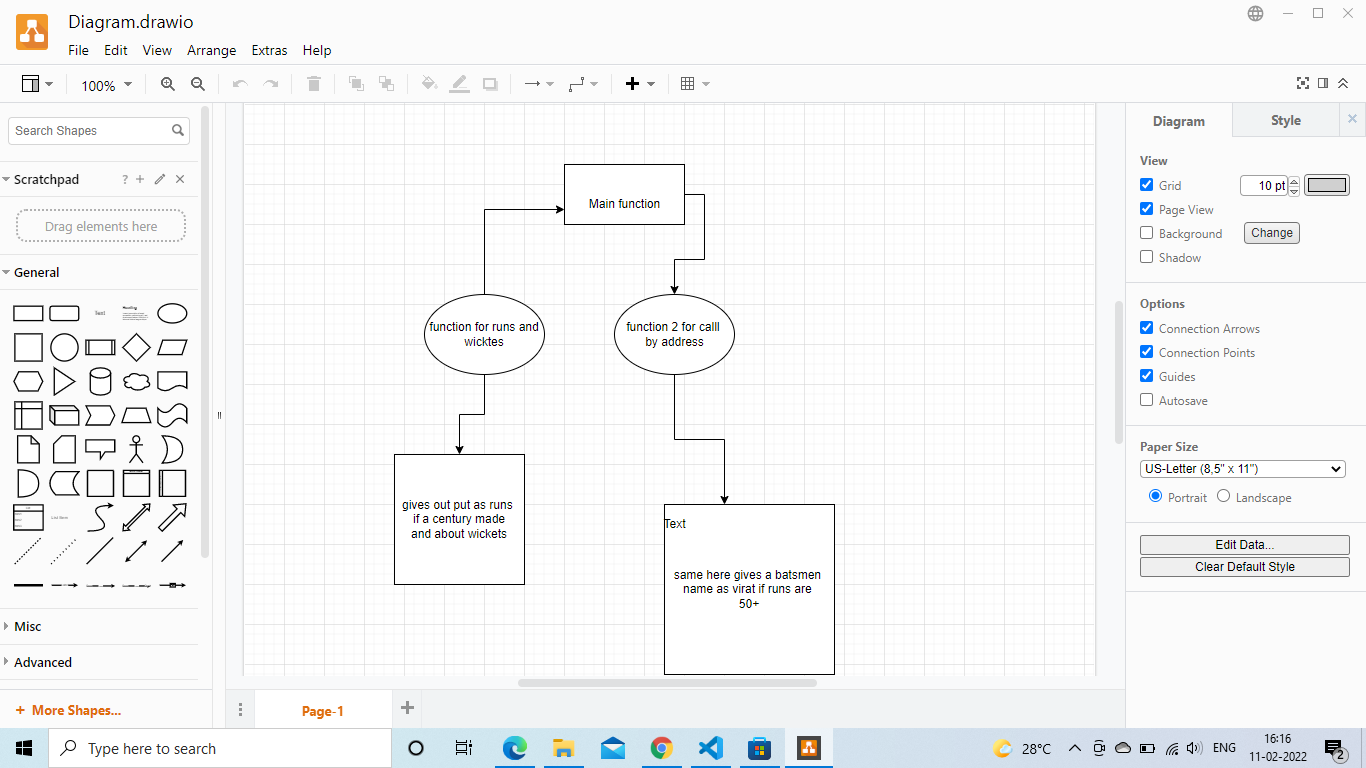 Diagram.drawio
File Edit View Arrange Extras Help
100%
Search Shapes
Scratchpad ?
Drag elements here
General
Text
Heading
Misc
Advanced
+ More Shapes...
Main function
function for runs and
wicktes
function 2 for calll
by address
gives out put as runs
if a century made
and about wickets
Text
same here gives a batsmen
name as virat if runs are
50+
Page-1
Diagram Style
View
Grid 10 pt
Page View
Background Change
Shadow
Options
Connection Arrows
Connection Points
Guides
Autosave
Paper Size
US-Letter (8,5" x 11")
Portrait Landscape
Edit Data...
Clear Default Style
Type here to search
28°C
ENG
16:16
11-02-2022
2